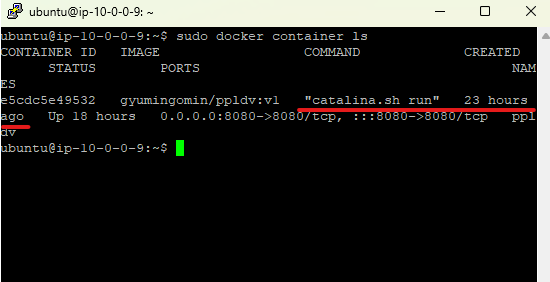 ubuntu@ip-10-0-0-9: ~
ubuntu@ip-10-0-0-9:~$ sudo docker container ls
CONTAINER ID   IMAGE                  COMMAND             CREATED
      STATUS         PORTS                                       NAM
ES
e5cdc5e49532   gyumingomin/ppldv:v1   "catalina.sh run"   23 hours
ago   Up 18 hours   0.0.0.0:8080->8080/tcp, :::8080->8080/tcp   ppl
dv
ubuntu@ip-10-0-0-9:~$